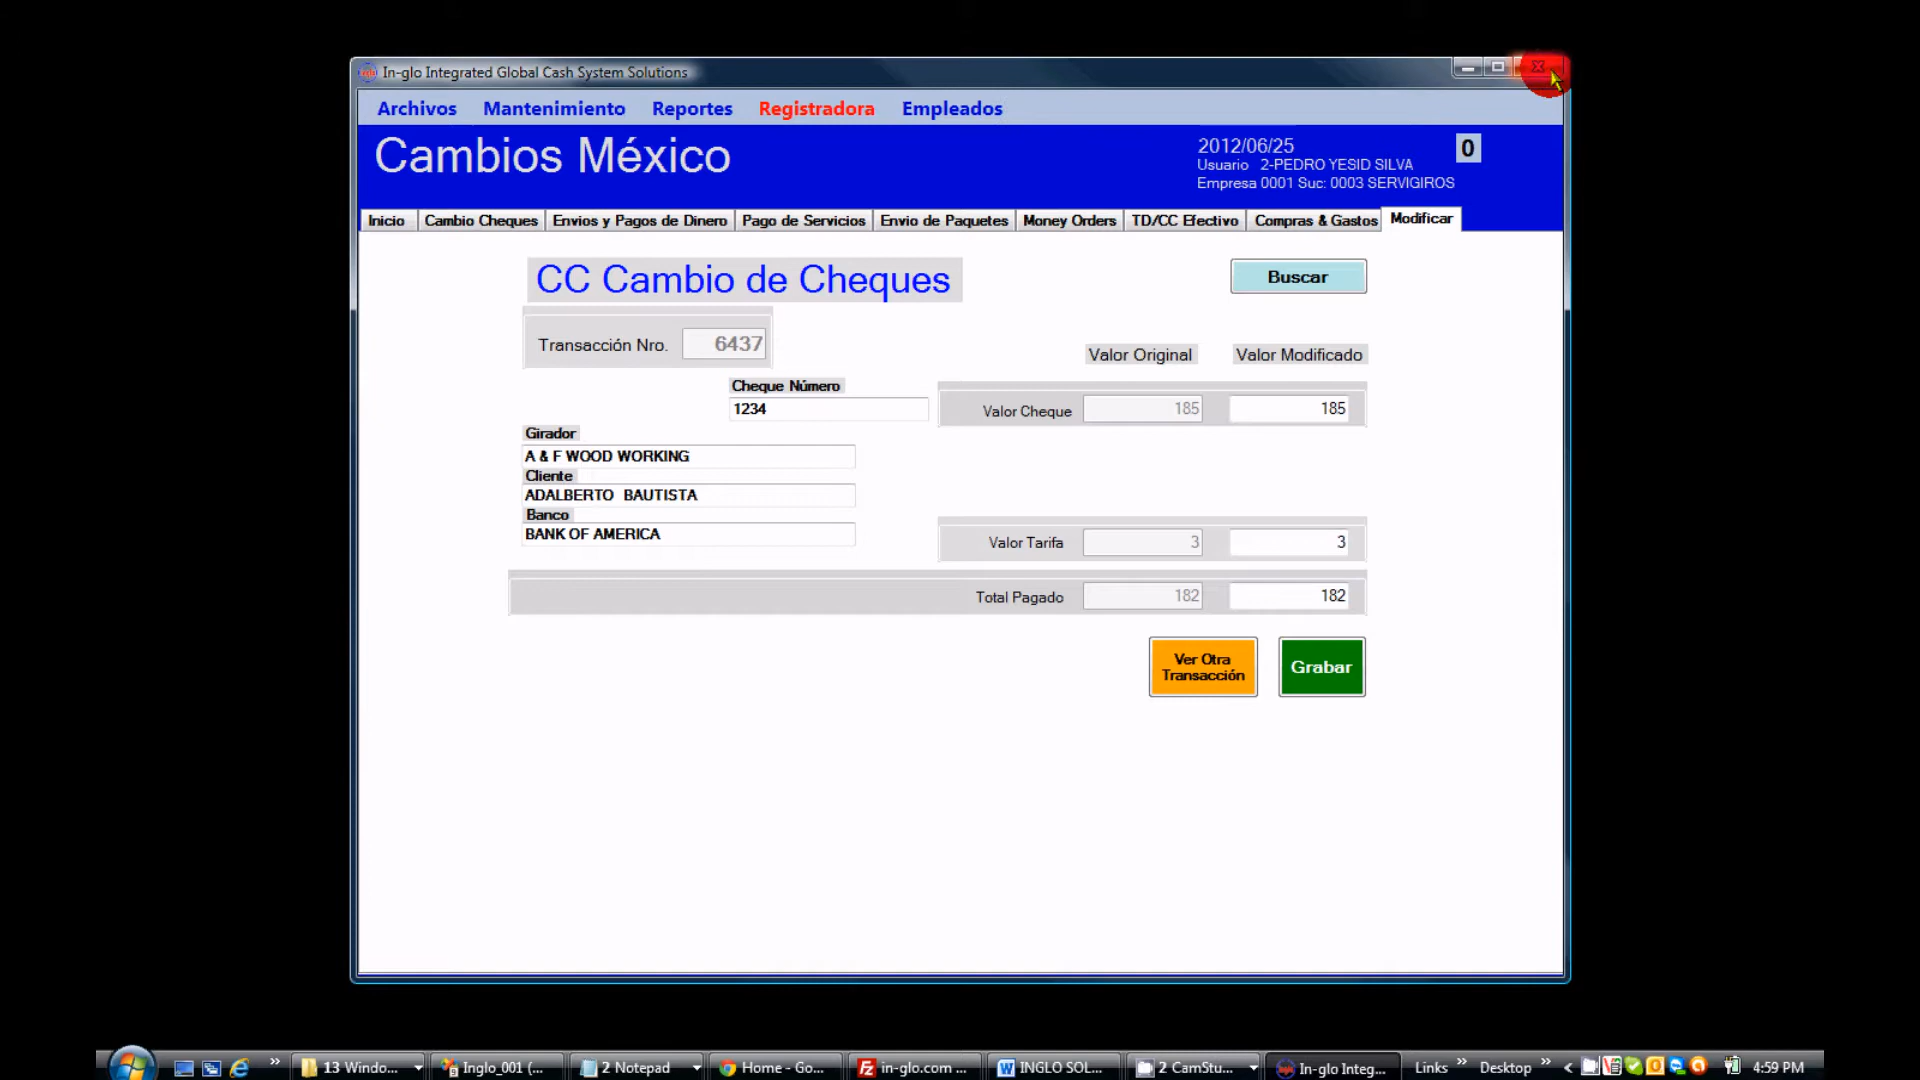 In-glo Integrated Global Cash System Solutions
Archivos Mantenimiento Reportes Registradora Empleados
Cambios México
2012/06/25
Usuario 2-PEDRO YESID SILVA
Empresa 0001 Suc: 0003 SERVIGIROS
0
Inicio Cambio Cheques Envios y Pagos de Dinero Pago de Servicios Envio de Paquetes Money Orders TD/CC Efectivo Compras & Gastos Modificar
CC Cambio de Cheques
Buscar
Transacción Nro. 6437
Valor Original Valor Modificado
Cheque Número
1234
Valor Cheque 185 185
Girador
A & F WOOD WORKING
Cliente
ADALBERTO BAUTISTA
Banco
BANK OF AMERICA
Valor Tarifa 3 3
Total Pagado 182 182
Ver Otra
Transacción
Grabar
13 Windo... Inglo_001 (... 2 Notepad Home - Go... in-glo.com ... INGLO SOL... 2 CamStu... In-glo Integ... Links Desktop 4:59 PM